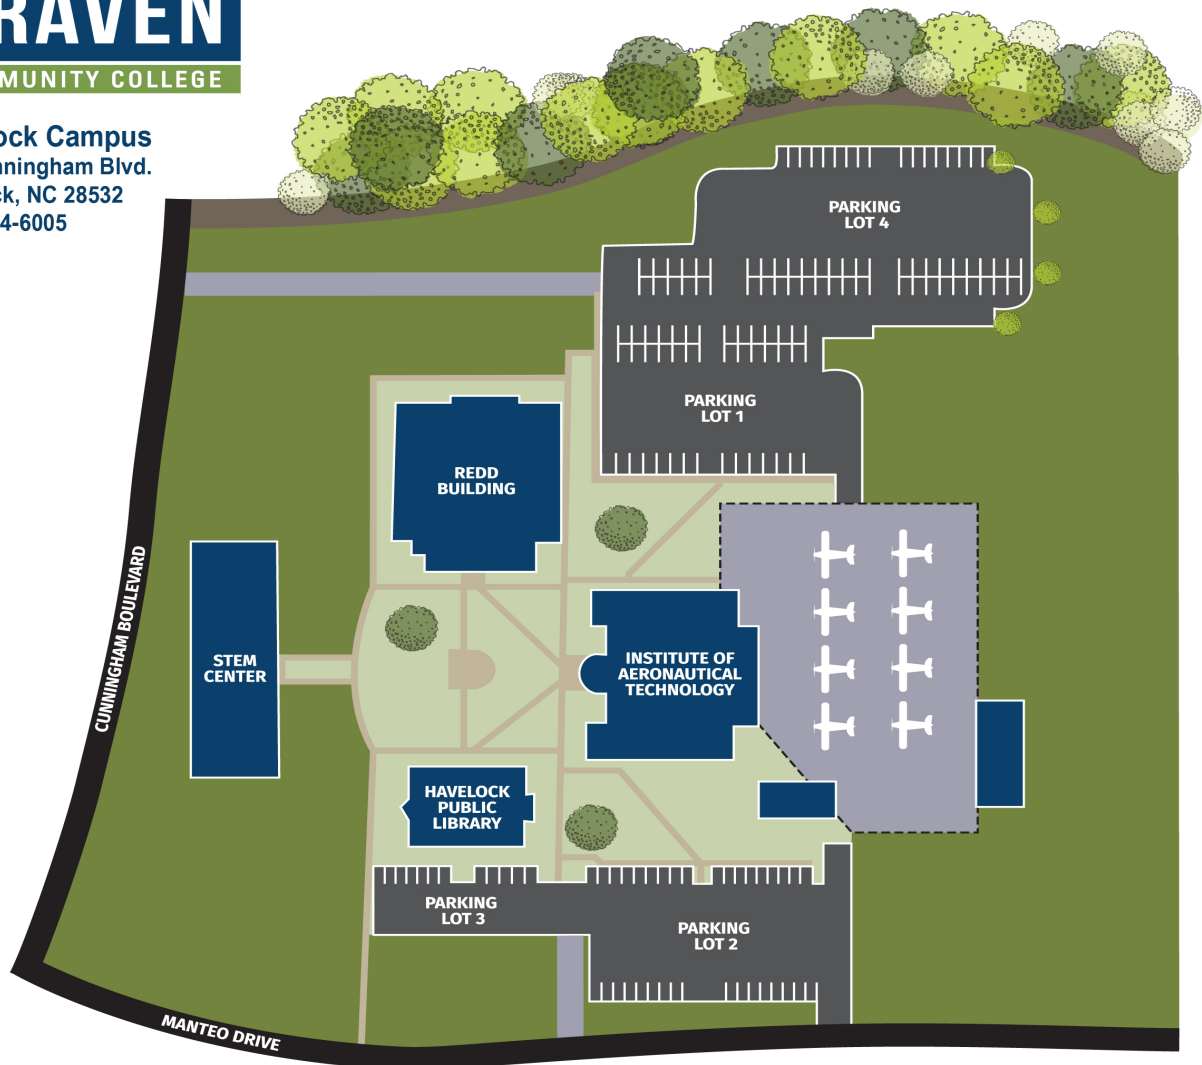 RAVEN
MUNITY COLLEGE
ock Campus
nningham Blvd.
ck, NC 28532
4-6005
PARKING
LOT 4
PARKING
LOT 1
REDD
BUILDING
CUNNINGHAM BOULEVARD
STEM
CENTER
INSTITUTE OF
AERONAUTICAL
TECHNOLOGY
HAVELOCK
PUBLIC
LIBRARY
PARKING
LOT 3
PARKING
LOT 2
MANTEO DRIVE